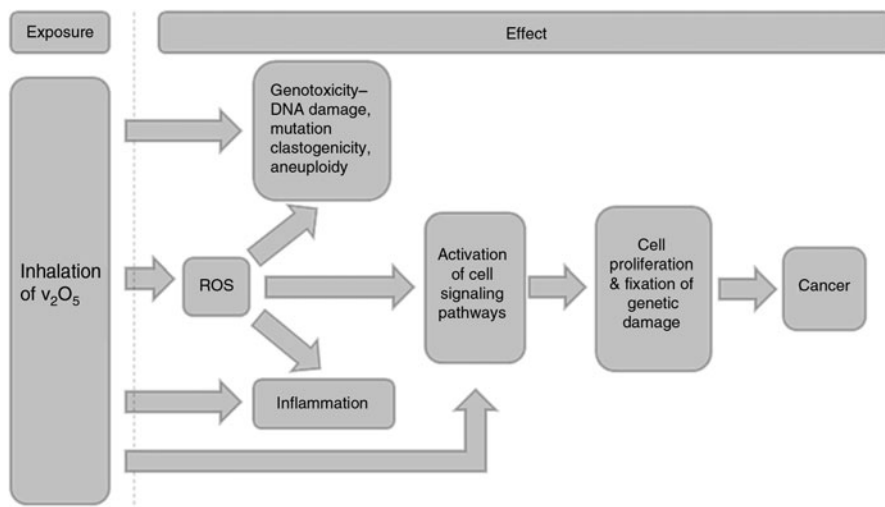 Exposure
Effect
Genotoxicity–
DNA damage,
mutation
clastogenicity,
aneuploidy
Inhalation
of v₂O₅
ROS
Activation
of cell
signaling
pathways
Cell
proliferation
& fixation of
genetic
damage
Cancer
Inflammation